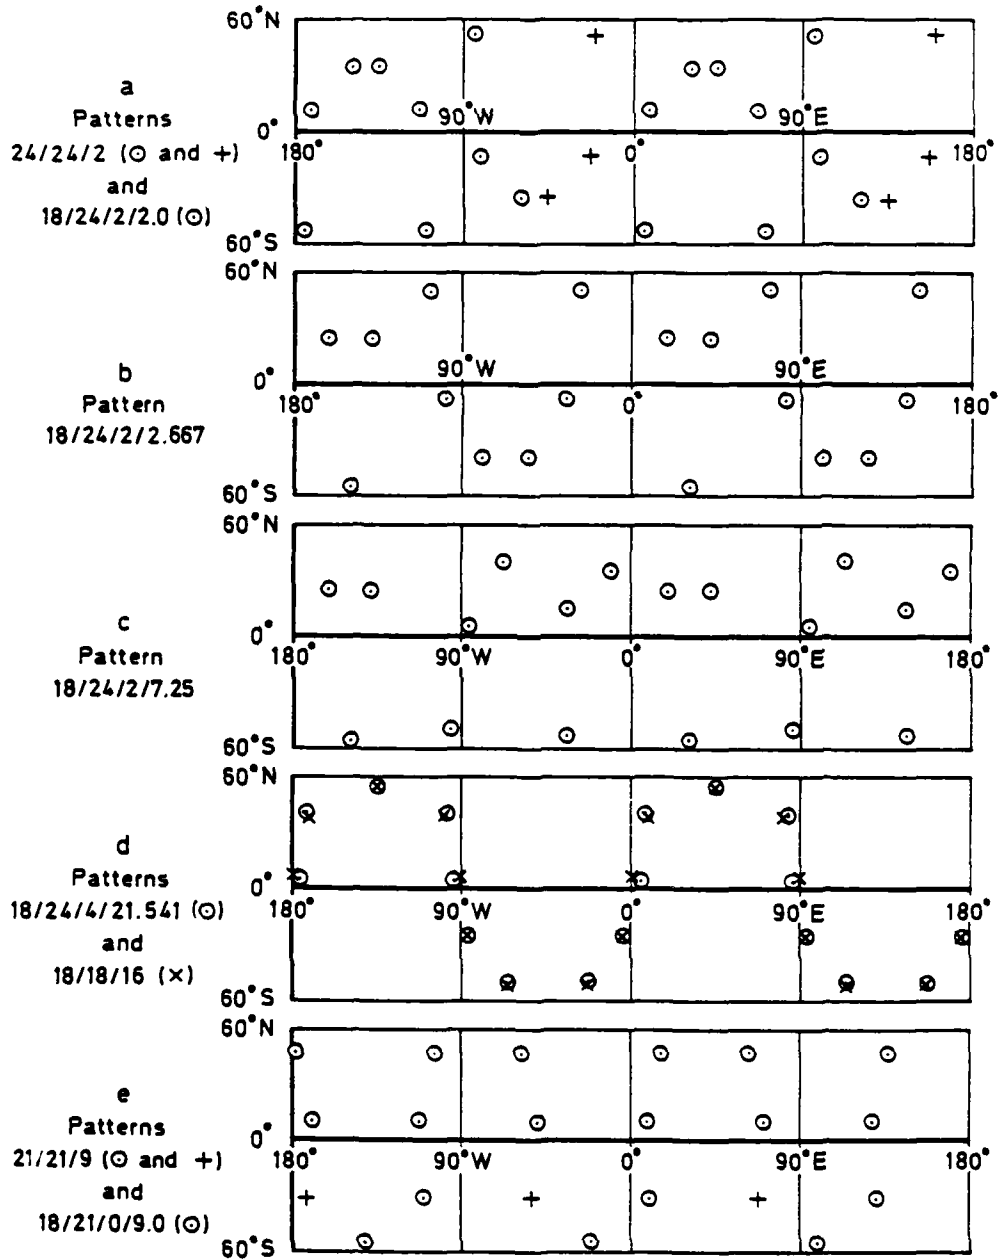 60°N
a
Patterns
24/24/2 (⊙ and +)
and
18/24/2/2.0 (⊙)
90°W
90°E
0°
180°
0°
180°
60°S
60°N
b
Pattern
18/24/2/2.667
90°W
90°E
0°
180°
0°
180°
60°S
60°N
c
Pattern
18/24/2/7.25
0°
180°
90°W
0°
90°E
180°
60°S
60°N
d
Patterns
18/24/4/21.541 (⊙)
and
18/18/16 (×)
0°
180°
90°W
0°
90°E
180°
60°S
60°N
e
Patterns
21/21/9 (⊙ and +)
and
18/21/0/9.0 (⊙)
0°
180°
90°W
0°
90°E
180°
60°S